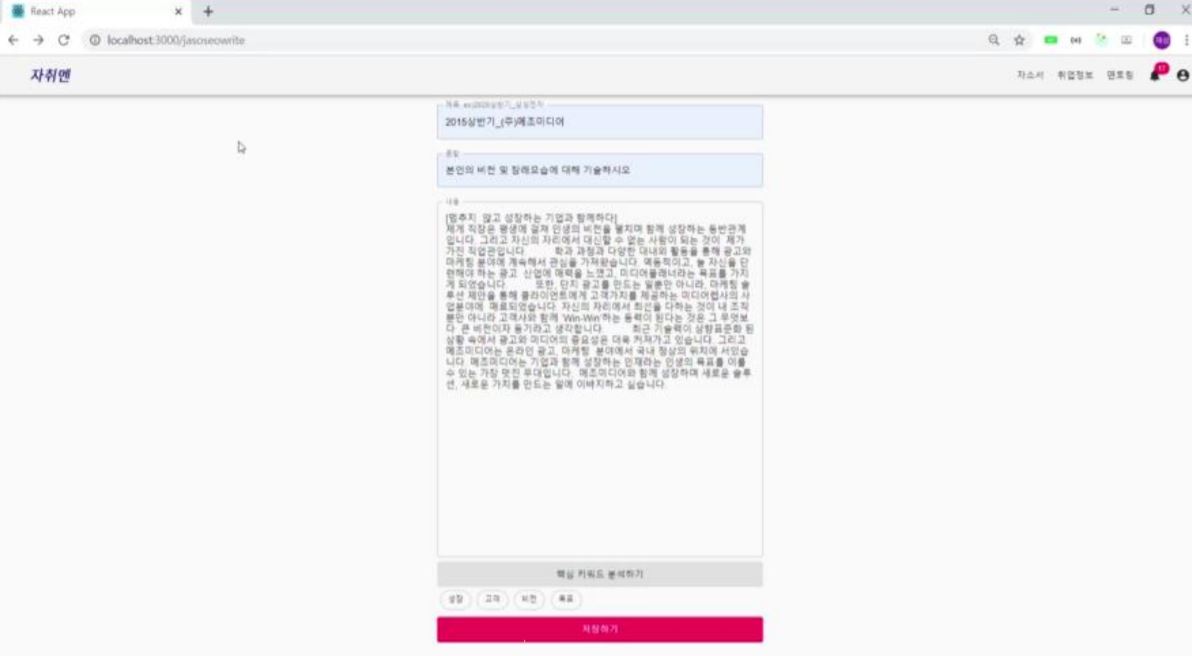 React App
localhost:3000/jasoseowrite
자취엔
자소서 취업정보 멘토링 17
제목 ex)2020상반기_삼성전자
2015상반기_(주)메조미디어
문항
본인의 비전 및 장래모습에 대해 기술하시오
내용
[멈추지 않고 성장하는 기업과 함께하다]
제게 직장은 평생에 걸쳐 인생의 비전을 펼치며 함께 성장하는 동반관계
입니다. 그리고 자신의 자리에서 대신할 수 없는 사람이 되는 것이 제가
가진 직업관입니다. 학과 과정과 다양한 대내외 활동을 통해 광고와
마케팅 분야에 계속해서 관심을 가져왔습니다. 역동적이고, 늘 자신을 단
련해야 하는 광고 산업에 매력을 느꼈고, 미디어플래너라는 목표를 가지
게 되었습니다. 또한, 단지 광고를 만드는 일뿐만 아니라, 마케팅 솔
루션 제안을 통해 클라이언트에게 고객가치를 제공하는 미디어렙사의 사
업분야에 매료되었습니다. 자신의 자리에서 최선을 다하는 것이 내 조직
뿐만 아니라 고객사와 함께 'Win-Win'하는 동력이 된다는 것은 그 무엇보
다 큰 비전이자 동기라고 생각합니다. 최근 기술력이 상향표준화 된
상황 속에서 광고와 미디어의 중요성은 더욱 커져가고 있습니다. 그리고
메조미디어는 온라인 광고, 마케팅 분야에서 국내 정상의 위치에 서있습
니다. 메조미디어는 기업과 함께 성장하는 인재라는 인생의 목표를 이룰
수 있는 가장 멋진 무대입니다. 메조미디어와 함께 성장하며 새로운 솔루
션, 새로운 가치를 만드는 일에 이바지하고 싶습니다.
핵심 키워드 분석하기
성장 고객 비전 목표
저장하기